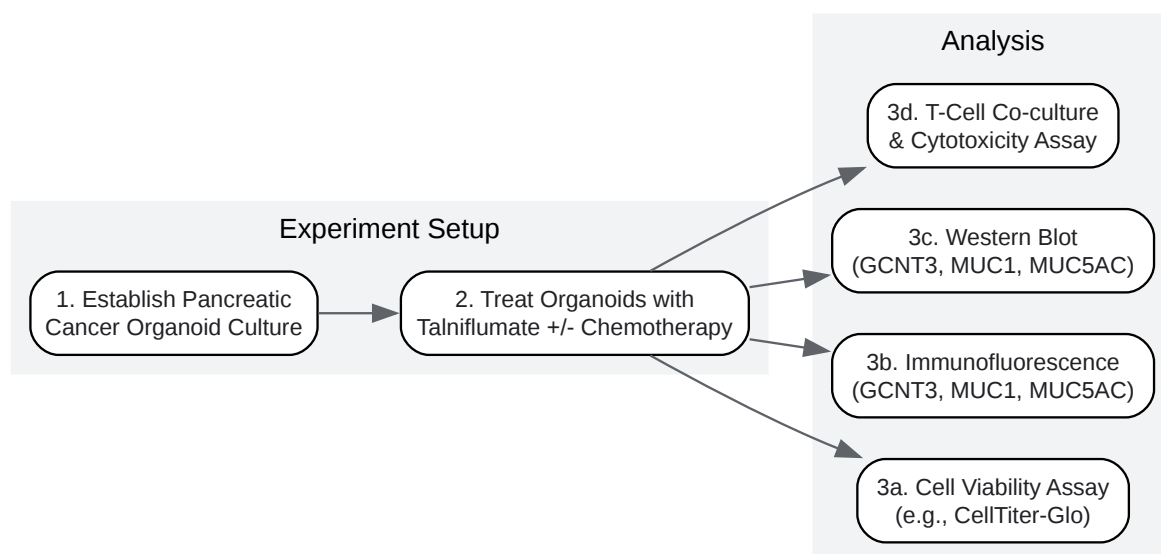 Experiment Setup
1. Establish Pancreatic
Cancer Organoid Culture
2. Treat Organoids with
Talniflumate +/- Chemotherapy
Analysis
3d. T-Cell Co-culture
& Cytotoxicity Assay
3c. Western Blot
(GCNT3, MUC1, MUC5AC)
3b. Immunofluorescence
(GCNT3, MUC1, MUC5AC)
3a. Cell Viability Assay
(e.g., CellTiter-Glo)